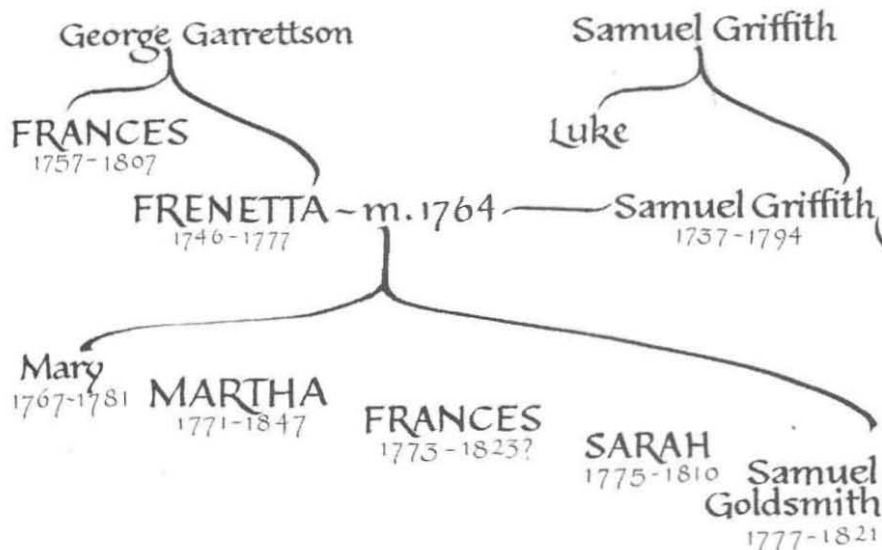 George Garrettson
Samuel Griffith
FRANCES
1757-1807
Luke
FRENETTA ~ m. 1764 — Samuel Griffith
1746-1777
1737-1794
Mary
1767-1781
MARTHA
1771-1847
FRANCES
1773-1823?
SARAH
1775-1810
Samuel
Goldsmith
1777-1821